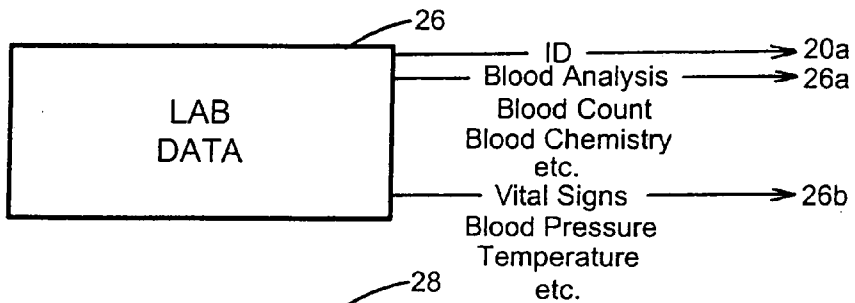 26
LAB
DATA
ID 20a
Blood Analysis 26a
Blood Count
Blood Chemistry
etc.
Vital Signs 26b
Blood Pressure
Temperature
etc.
28